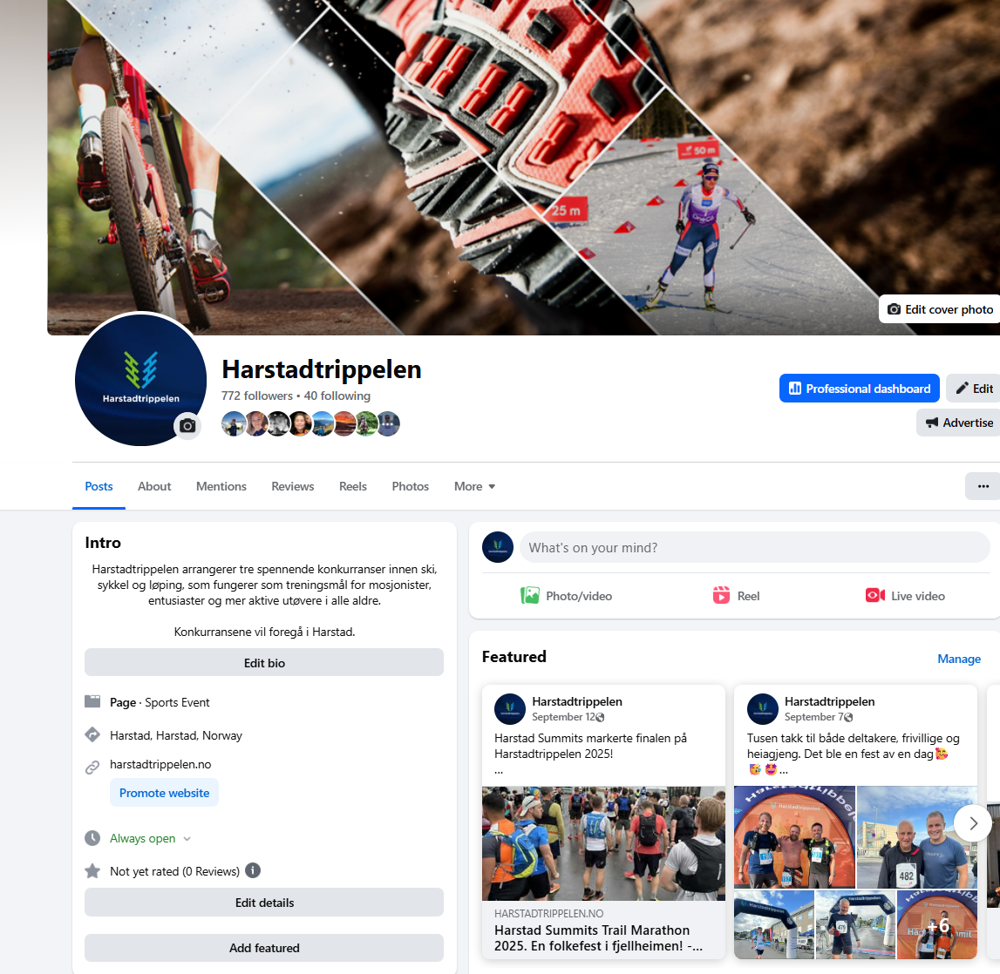 50 m
25 m
Edit cover photo
Harstadtrippelen
Harstadtrippelen
772 followers • 40 following
Professional dashboard
Edit
Advertise
Posts
About
Mentions
Reviews
Reels
Photos
More
Intro
Harstadtrippelen arrangerer tre spennende konkurranser innen ski,
sykkel og løping, som fungerer som treningsmål for mosjonister,
entusiaster og mer aktive utøvere i alle aldre.
Konkurransene vil foregå i Harstad.
Edit bio
Page · Sports Event
Harstad, Harstad, Norway
harstadtrippelen.no
Promote website
Always open
Not yet rated (0 Reviews)
Edit details
Add featured
What's on your mind?
Photo/video
Reel
Live video
Featured
Manage
Harstadtrippelen
September 12
Harstad Summits markerte finalen på
Harstadtrippelen 2025!
...
HARSTADTRIPPELEN.NO
Harstad Summits Trail Marathon
2025. En folkefest i fjellheimen! -...
Harstadtrippelen
September 7
Tusen takk til både deltakere, frivillige og
heiagjeng. Det ble en fest av en dag🥰
🥳 🤩 ...
Harstadtrippelen
482
479
+6